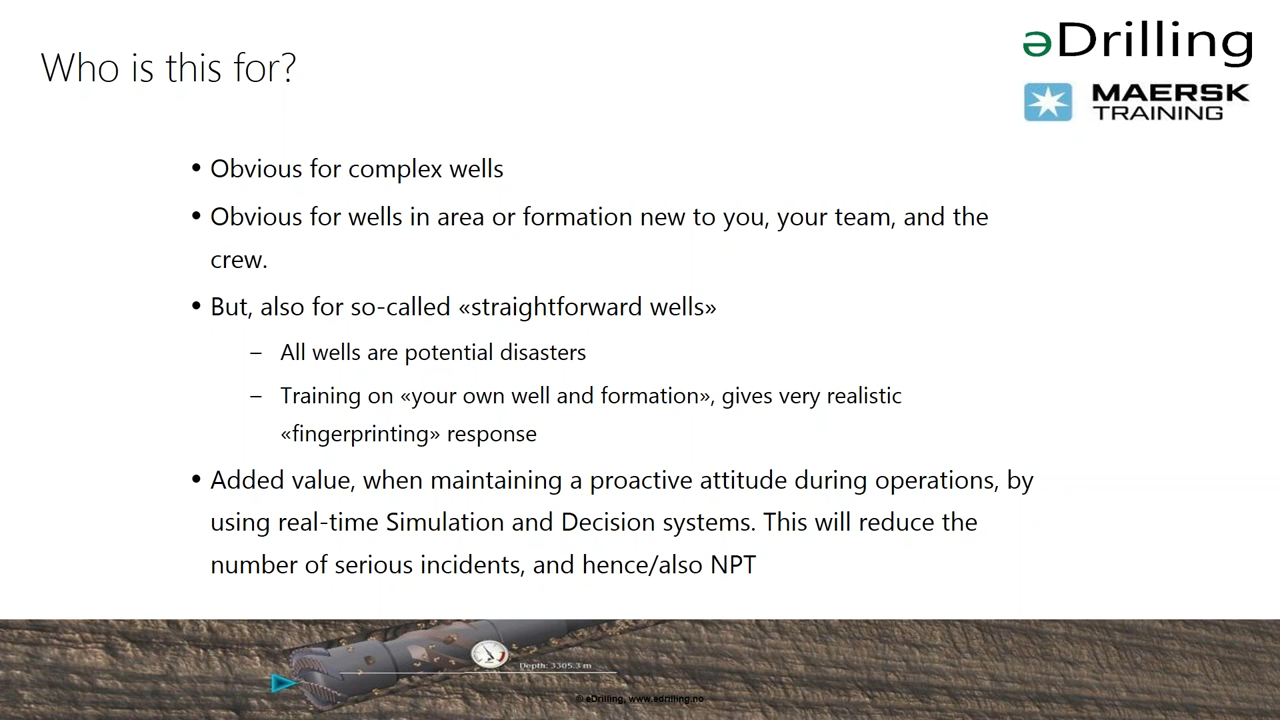 Who is this for?
əDrilling
MAERSK
TRAINING
• Obvious for complex wells
• Obvious for wells in area or formation new to you, your team, and the
crew.
• But, also for so-called «straightforward wells»
– All wells are potential disasters
– Training on «your own well and formation», gives very realistic
«fingerprinting» response
• Added value, when maintaining a proactive attitude during operations, by
using real-time Simulation and Decision systems. This will reduce the
number of serious incidents, and hence/also NPT
Depth: 3305.3 m
© eDrilling, www.edrilling.no